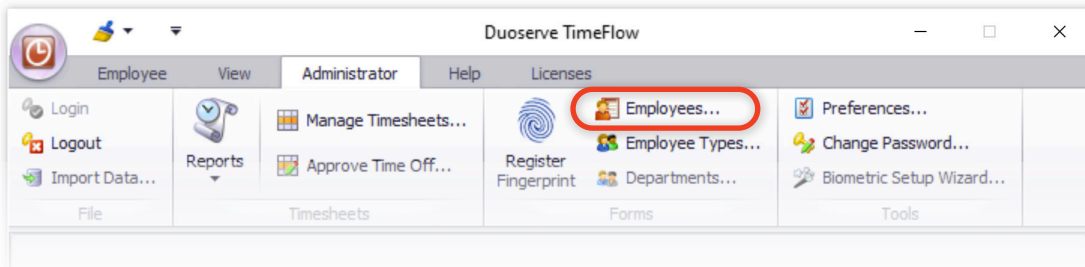 Duoserve TimeFlow
Employee View Administrator Help Licenses
Login
Logout
Import Data...
File
Reports
Manage Timesheets...
Approve Time Off...
Timesheets
Register
Fingerprint
Employees...
Employee Types...
Departments...
Forms
Preferences...
Change Password...
Biometric Setup Wizard...
Tools